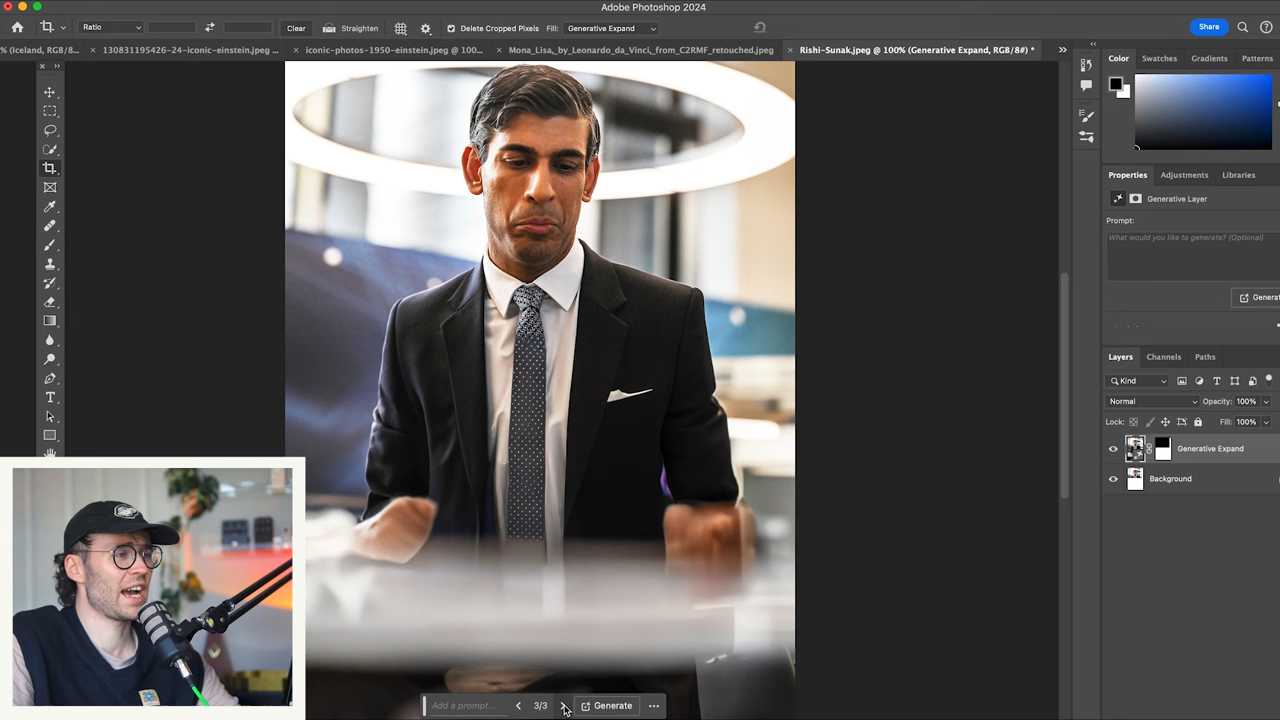 Adobe Photoshop 2024
Ratio
Clear
Straighten
Delete Cropped Pixels
Fill: Generative Expand
Share
% (Iceland, RGB/8...
130831195426-24-iconic-einstein.jpeg ...
iconic-photos-1950-einstein.jpeg @ 100...
Mona_Lisa,_by_Leonardo_da_Vinci_from_C2RMF_retouched.jpeg
Rishi-Sunak.jpeg @ 100% (Generative Expand, RGB/8#) *
Color
Swatches
Gradients
Patterns
Properties
Adjustments
Libraries
Generative Layer
Prompt:
What would you like to generate? (Optional)
Generat
Layers
Channels
Paths
Kind
Normal
Opacity: 100%
Lock:
Fill: 100%
Generative Expand
Background
Add a prompt...
3/3
Generate